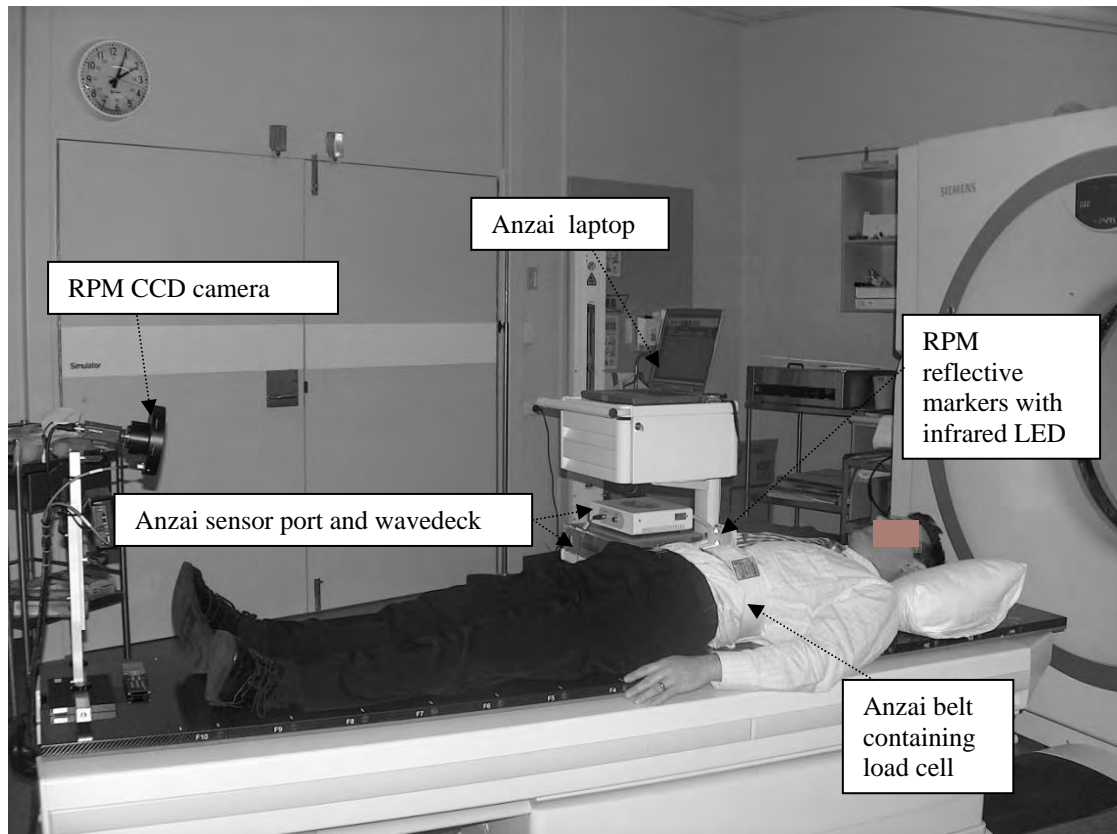 12
SIEMENS
Anzai laptop
RPM CCD camera
RPM
reflective
markers with
infrared LED
Simulator
Anzai sensor port and wavedeck
F4
F5
F6
F7
F8
F9
F10
Anzai belt
containing
load cell